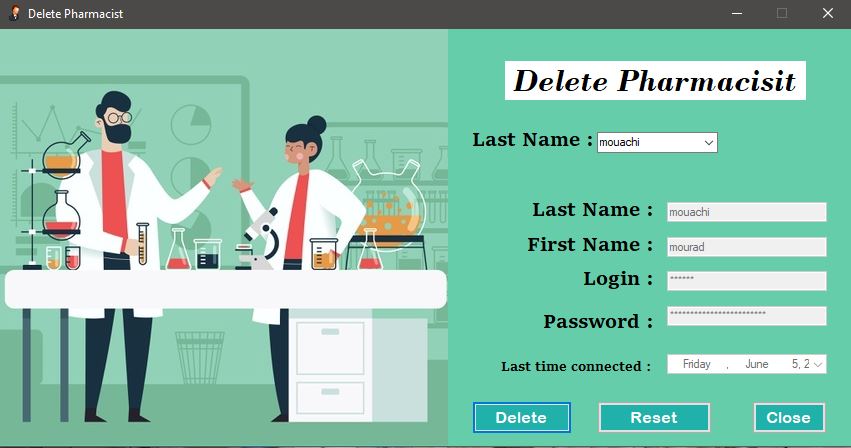 Delete Pharmacist
Delete Pharmacisit
Last Name : mouachi
Last Name : mouachi
First Name : mourad
Login : ******
Password : ************************
Last time connected : Friday , June 5, 2
Delete Reset Close